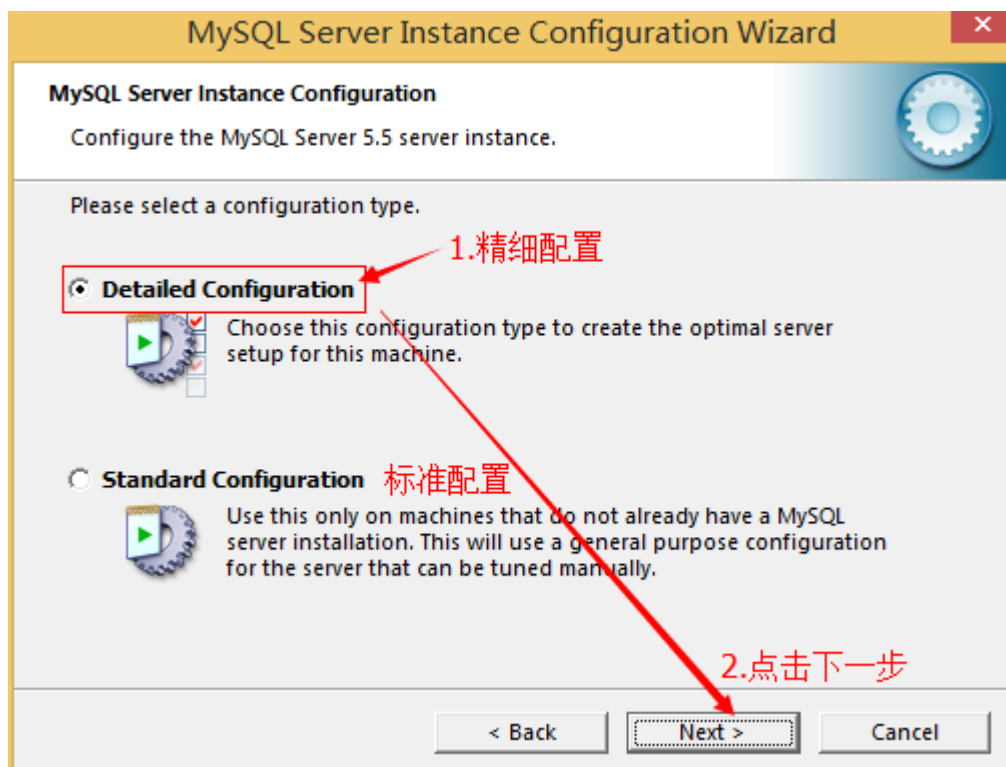 MySQL Server Instance Configuration Wizard
MySQL Server Instance Configuration
Configure the MySQL Server 5.5 server instance.
Please select a configuration type.
1.精细配置
Detailed Configuration
Choose this configuration type to create the optimal server
setup for this machine.
Standard Configuration 标准配置
Use this only on machines that do not already have a MySQL
server installation. This will use a general purpose configuration
for the server that can be tuned manually.
2.点击下一步
< Back Next > Cancel